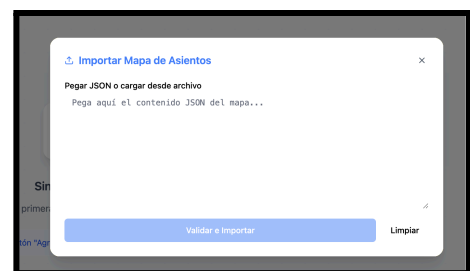 Importar Mapa de Asientos
Pegar JSON o cargar desde archivo
Pega aquí el contenido JSON del mapa...
Sin
primera
tón "Agr
Validar e Importar
Limpiar